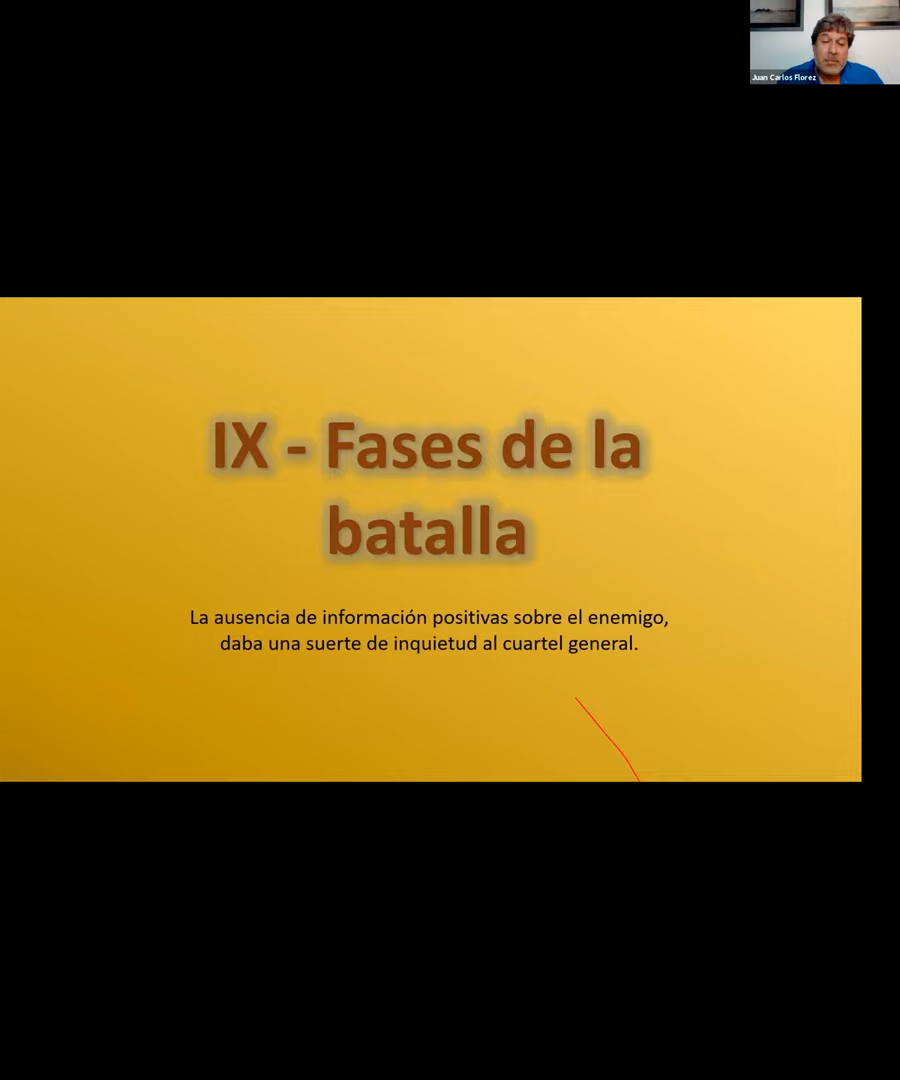 Juan Carlos Florez
IX - Fases de la
batalla
La ausencia de información positivas sobre el enemigo,
daba una suerte de inquietud al cuartel general.